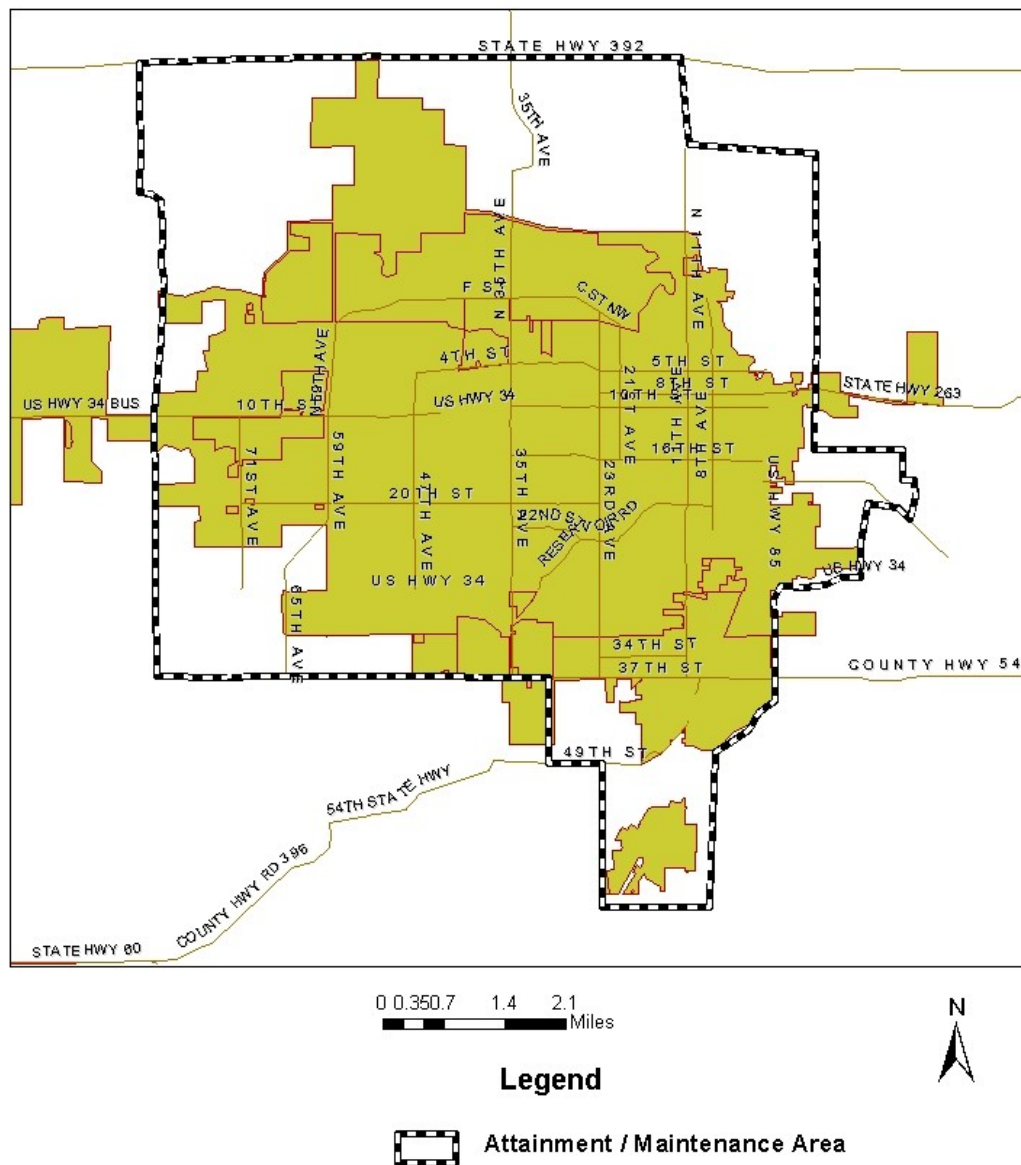 STATE HWY 392
35TH AVE
N 35TH AVE
N 11TH AVE
F ST
C ST NW
4TH ST
5TH ST
8TH ST
STATE HWY 263
US HWY 34 BUS
10TH ST
US HWY 34
21ST AVE
11TH AVE
8TH AVE
16TH ST
59TH AVE
71ST AVE
47TH AVE
35TH AVE
23RD AVE
US HWY 85
20TH ST
22ND ST
RESERVOIR RD
US HWY 34
US HWY 34
65TH AVE
34TH ST
37TH ST
COUNTY HWY 54
49TH ST
54TH STATE HWY
COUNTY HWY RD 396
STATE HWY 60
0 0.35 0.7 1.4 2.1
Miles
N
Legend
Attainment / Maintenance Area